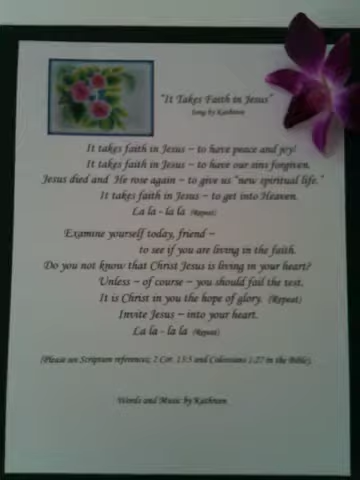 "It Takes Faith in Jesus"
Song by Kathreen
It takes faith in Jesus ~ to have peace and joy!
It takes faith in Jesus ~ to have our sins forgiven.
Jesus died and He rose again ~ to give us "new spiritual life."
It takes faith in Jesus ~ to get into Heaven.
La la - la la (Repeat)
Examine yourself today, friend ~
to see if you are living in the faith.
Do you not know that Christ Jesus is living in your heart?
Unless ~ of course ~ you should fail the test.
It is Christ in you the hope of glory. (Repeat)
Invite Jesus ~ into your heart.
La la - la la (Repeat)
(Please see Scripture references; 2 Cor. 13:5 and Colossians 1:27 in the Bible).
Words and Music by Kathreen